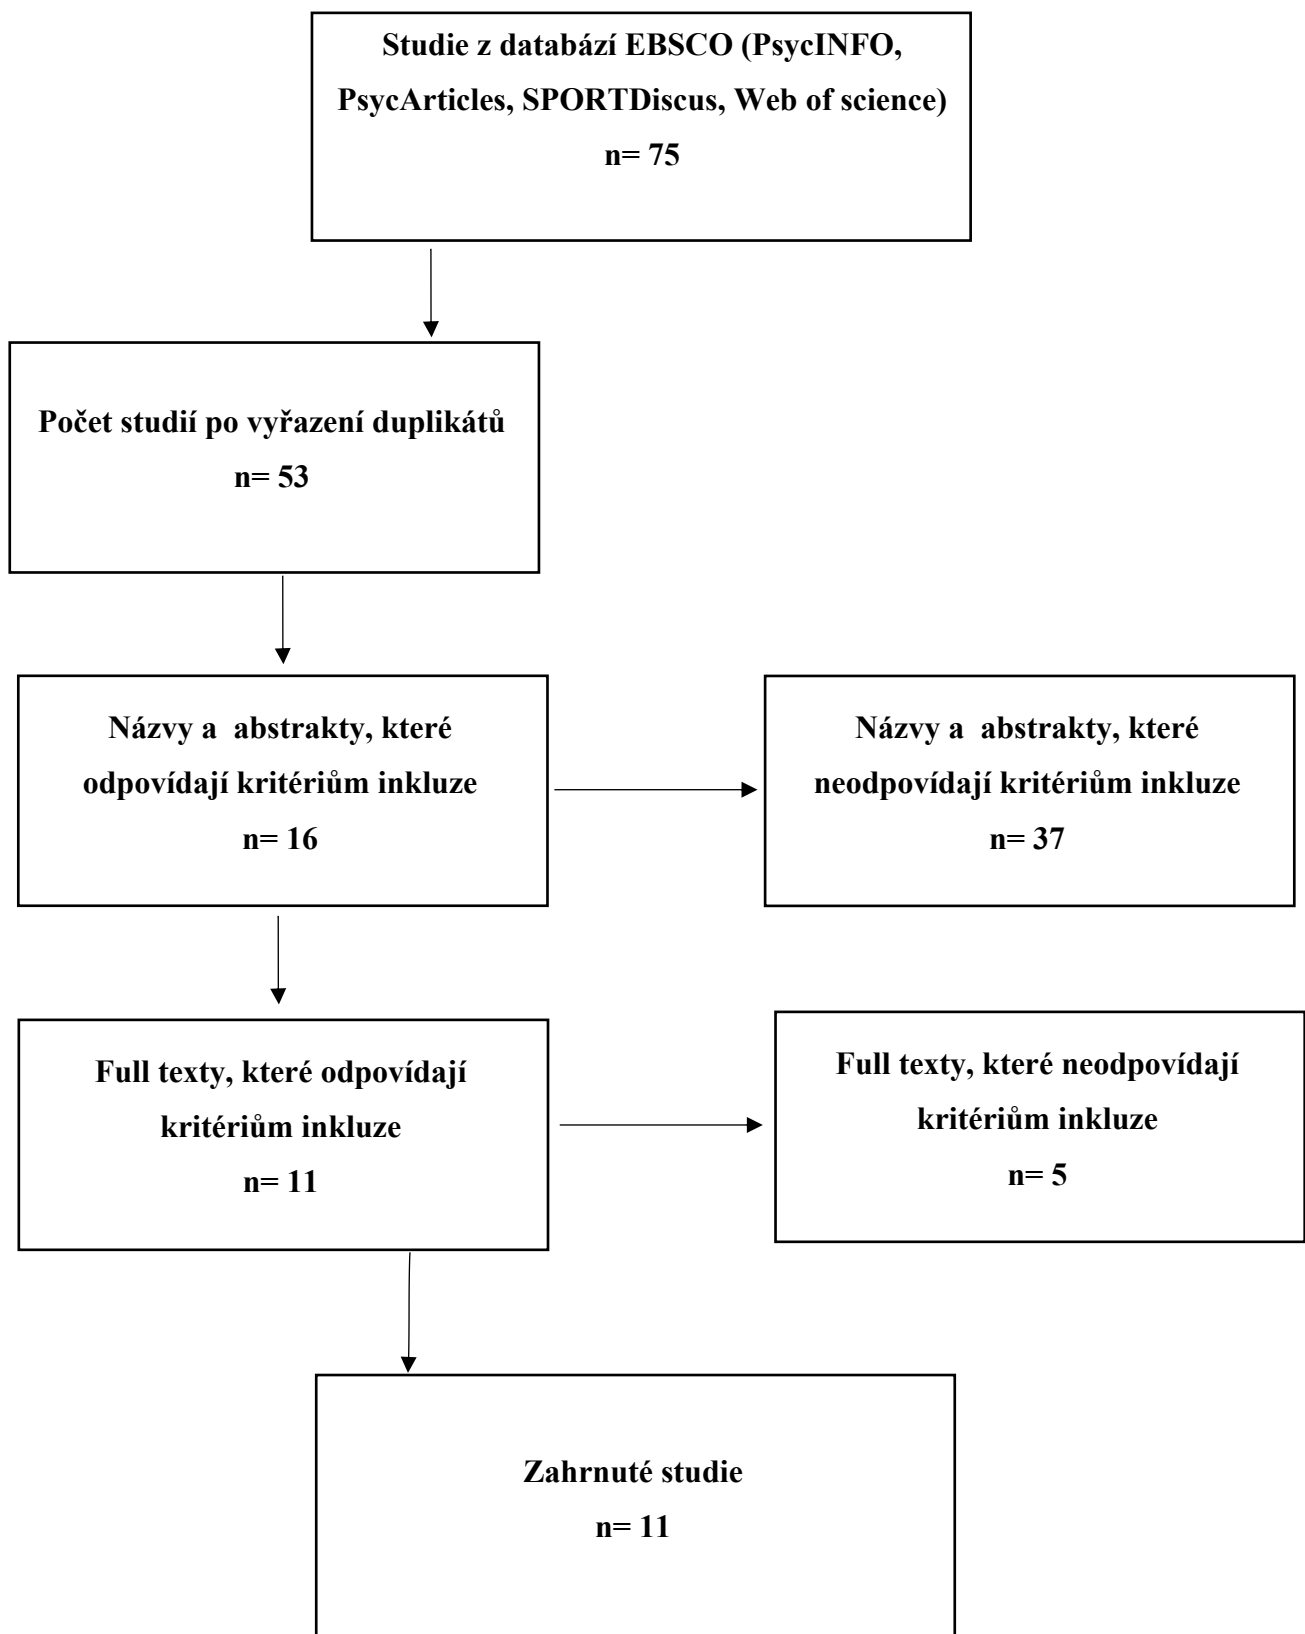 Studie z databází EBSCO (PsycINFO,
PsycArticles, SPORTDiscus, Web of science)
n= 75
Počet studií po vyřazení duplikátů
n= 53
Názvy a  abstrakty, které
odpovídají kritériům inkluze
n= 16
Názvy a  abstrakty, které
neodpovídají kritériům inkluze
n= 37
Full texty, které odpovídají
kritériům inkluze
n= 11
Full texty, které neodpovídají
kritériům inkluze
n= 5
Zahrnuté studie
n= 11